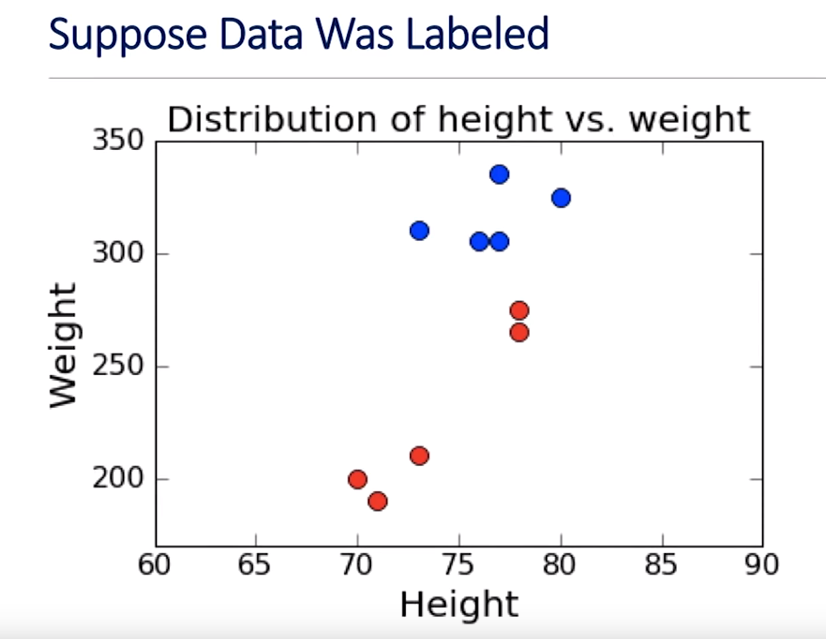 Suppose Data Was Labeled
Distribution of height vs. weight
350
300
250
200
Weight
60 65 70 75 80 85 90
Height